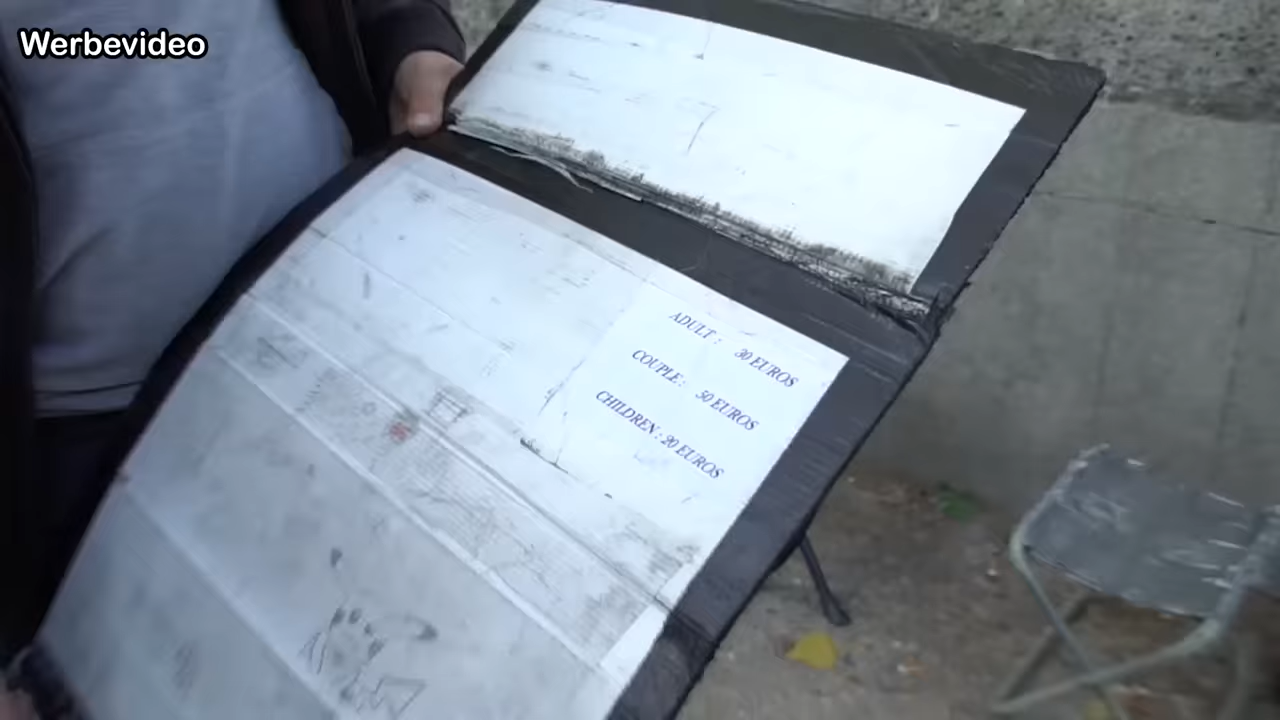 Werbevideo
ADULT : 30 EUROS
COUPLE : 50 EUROS
CHILDREN : 20 EUROS